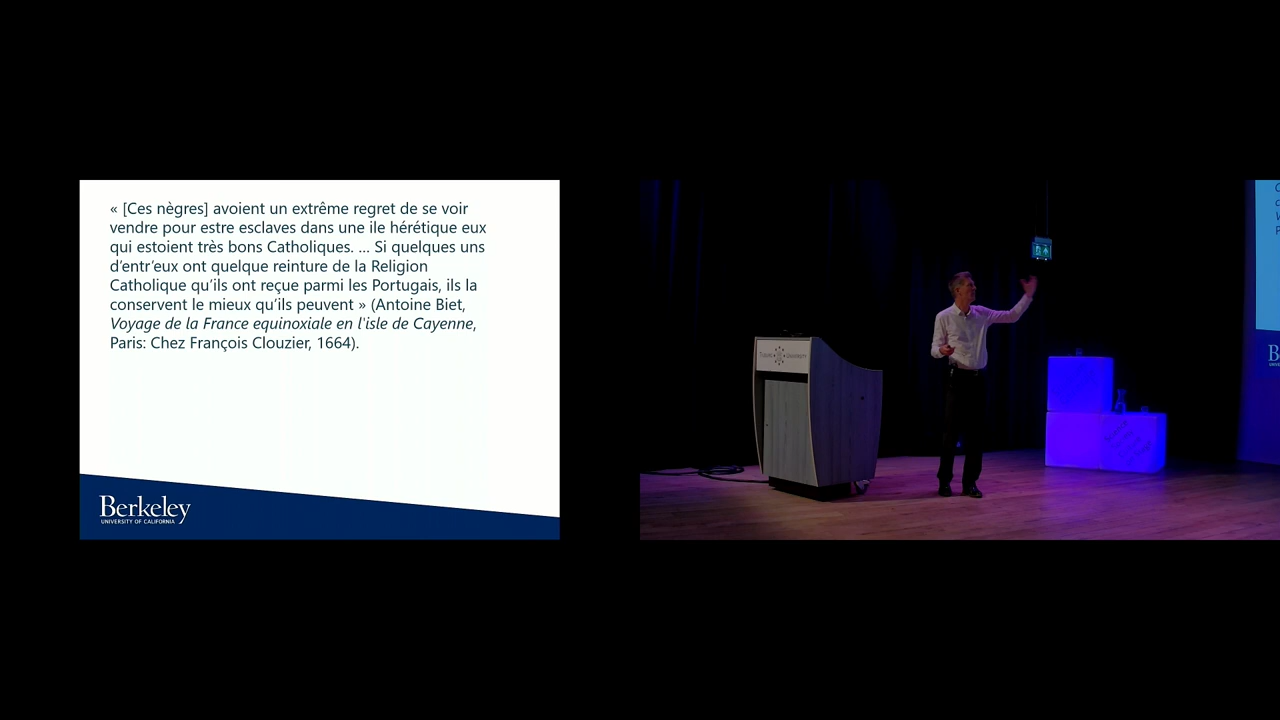 « [Ces nègres] avoient un extrême regret de se voir
vendre pour estre esclaves dans une ile hérétique eux
qui estoient très bons Catholiques. ... Si quelques uns
d'entr'eux ont quelque reinture de la Religion
Catholique qu'ils ont reçue parmi les Portugais, ils la
conservent le mieux qu'ils peuvent » (Antoine Biet,
Voyage de la France equinoxiale en l'isle de Cayenne,
Paris: Chez François Clouzier, 1664).
Berkeley
UNIVERSITY OF CALIFORNIA
Tilburg University